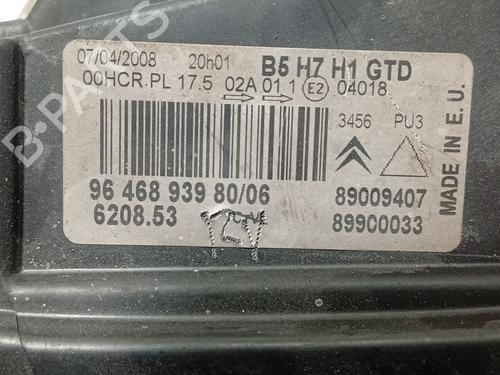 07/04/2008 20h01 B5 H7 H1 GTD
00HCR.PL 17.5 02A 01 1 E2 04018
3456 PU3
96 468 939 80/06 89009407
6208.53 89900033
MADE IN E.U.
B-PARTS